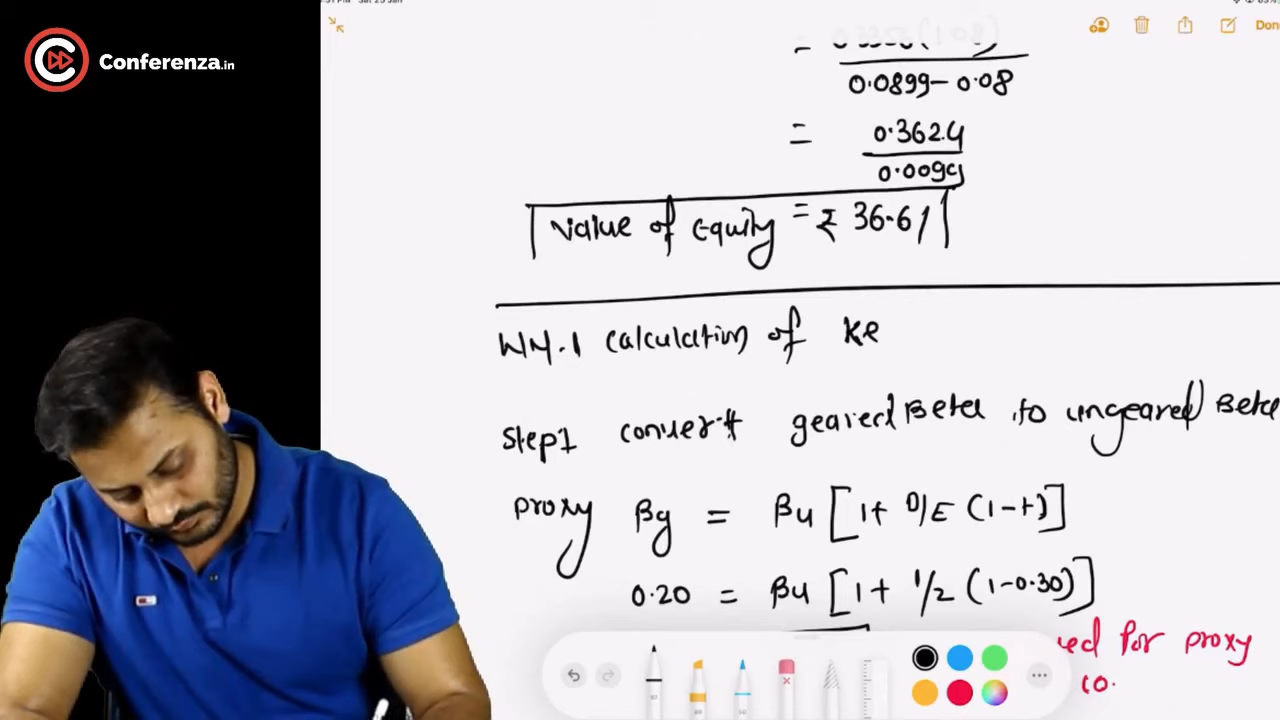 Conferenza.in
0.0899 - 0.08
= 0.3624
0.0099
Value of Equity = ₹ 36.61
WN.1 calculation of Ke
Step1 convert geared Beta to ungeared Beta
proxy βg = βu [1+ D/E (1-t)]
0.20 = βu [1+ 1/2 (1-0.30)]
for proxy
co.